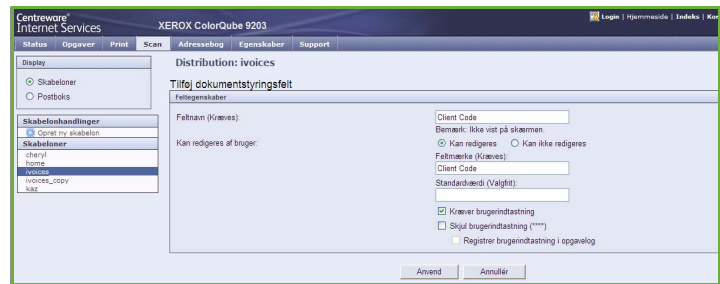 Centreware®
Internet Services
XEROX ColorQube 9203
Login | Hjemmeside | Indeks |
Status Opgaver Print Scan Adressebog Egenskaber Support
Display
Skabeloner
Postboks
Skabelonhandlinger
Opret ny skabelon
Skabeloner
cheryl
home
ivoices
ivoices_copy
kaz
Distribution: ivoices
Tilføj dokumentstyringsfelt
Feltegenskaber
Feltnavn (Kræves):
Client Code
Bemærk: Ikke vist på skærmen.
Kan redigeres af bruger:
Kan redigeres Kan ikke redigeres
Feltmærke (Kræves):
Client Code
Standardværdi (Valgfrit):
Kræver brugerindtastning
Skjul brugerindtastning (****)
Registrer brugerindtastning i opgavelog
Anvend Annullér